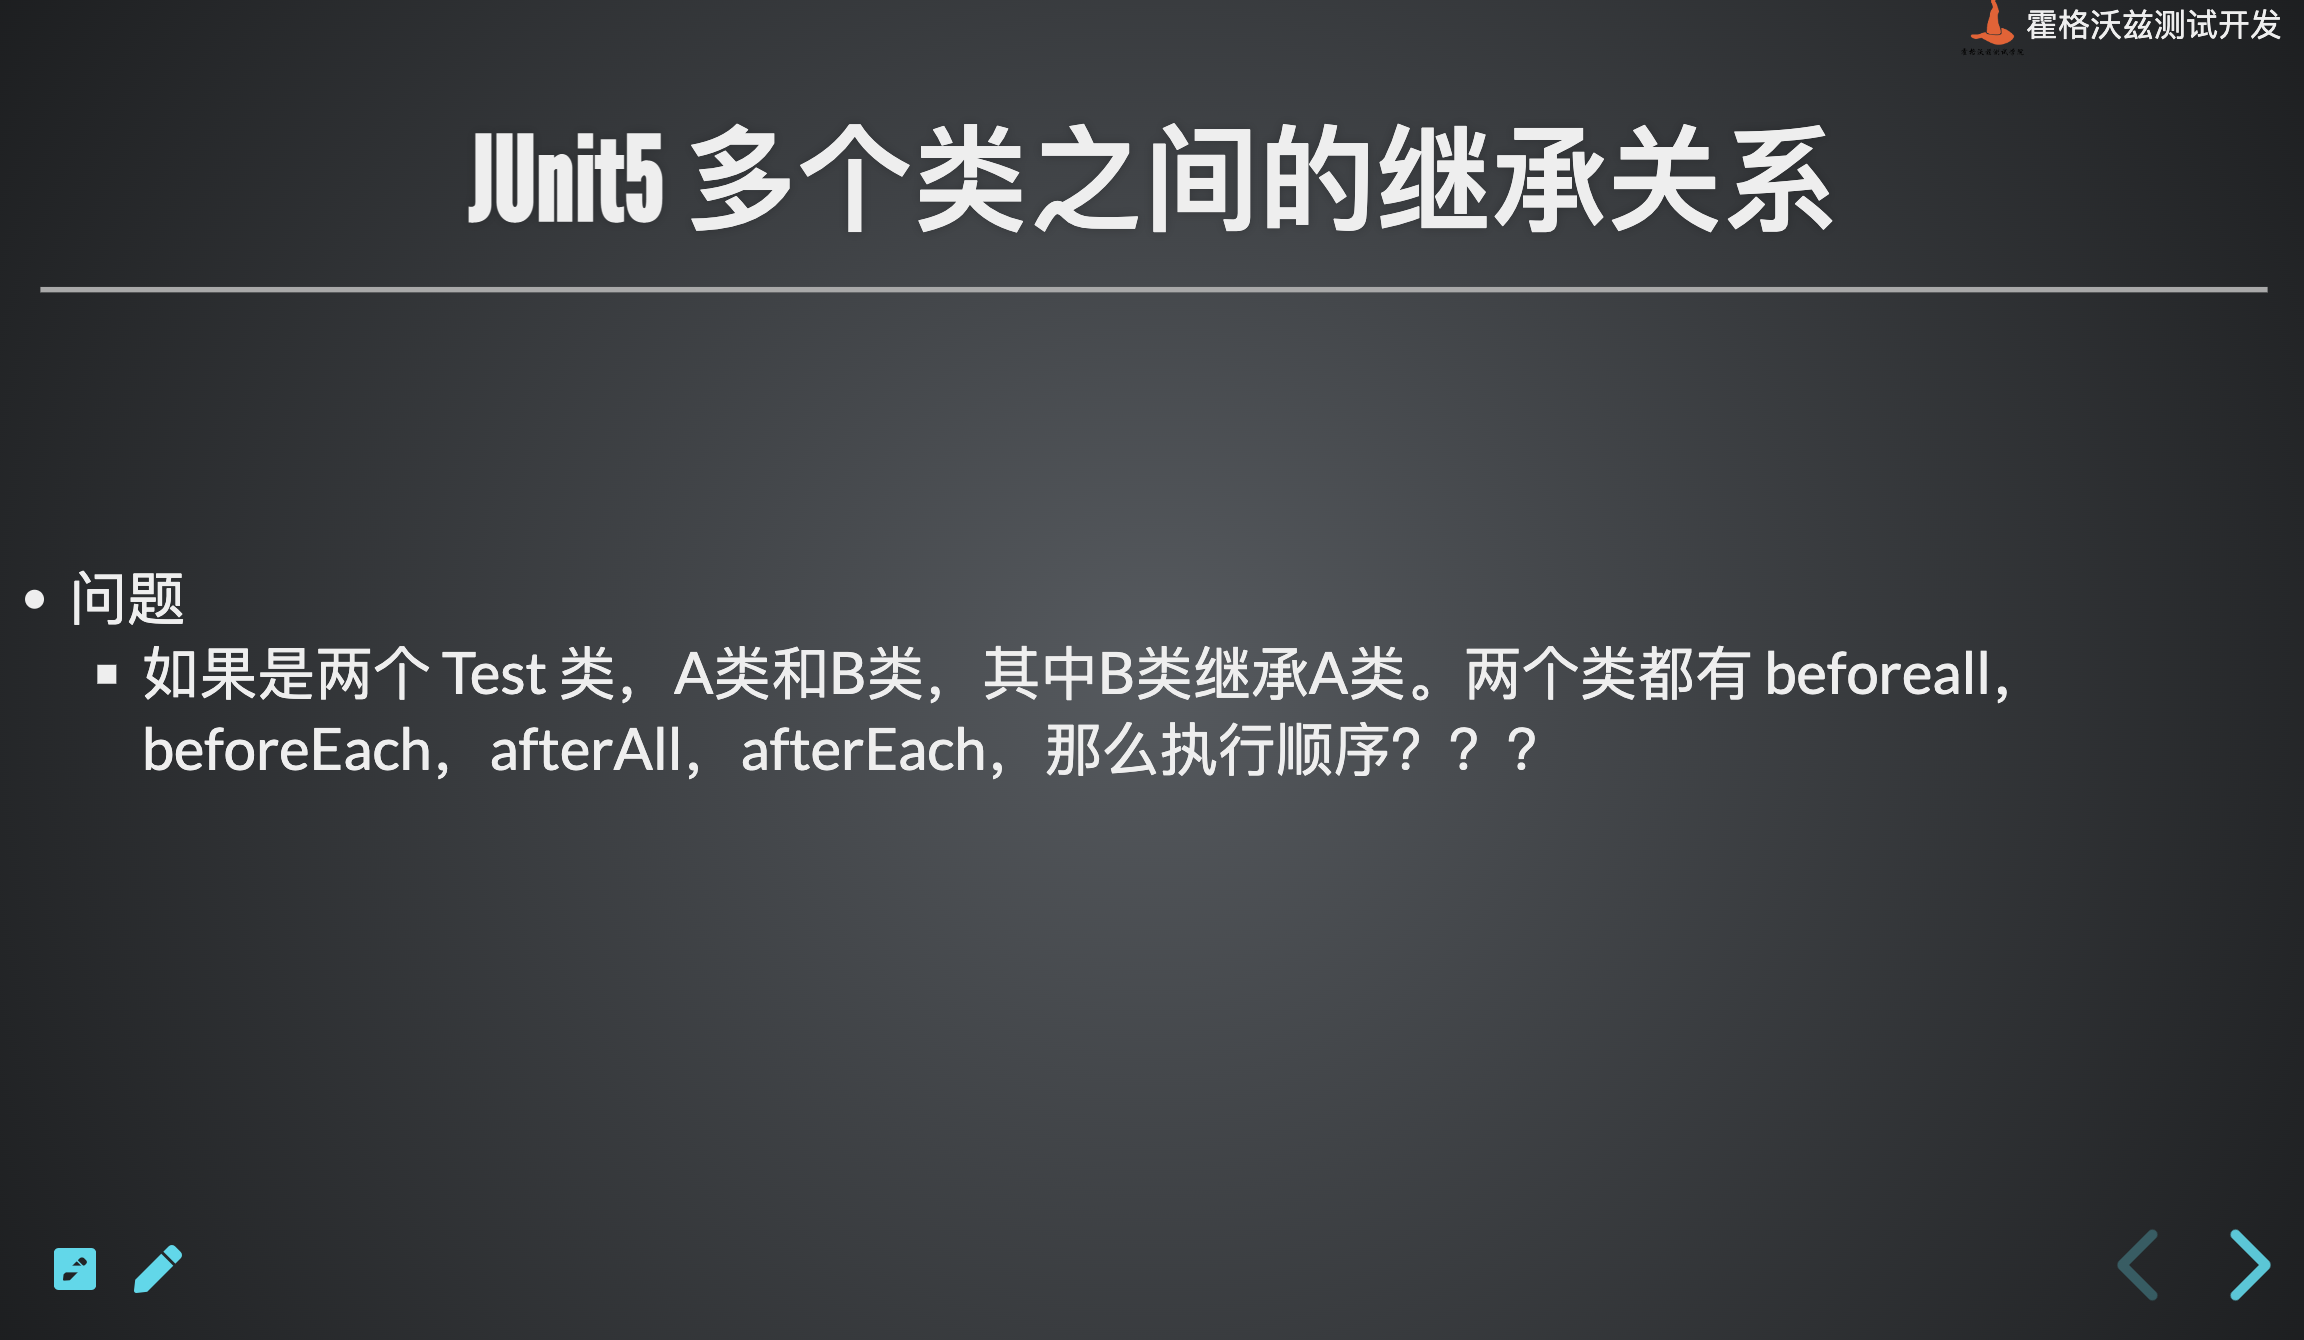 霍格沃兹测试开发
JUnit5 多个类之间的继承关系
问题
如果是两个 Test 类，A类和B类，其中B类继承A类。两个类都有 beforeall，
beforeEach，afterAll，afterEach，那么执行顺序？？？